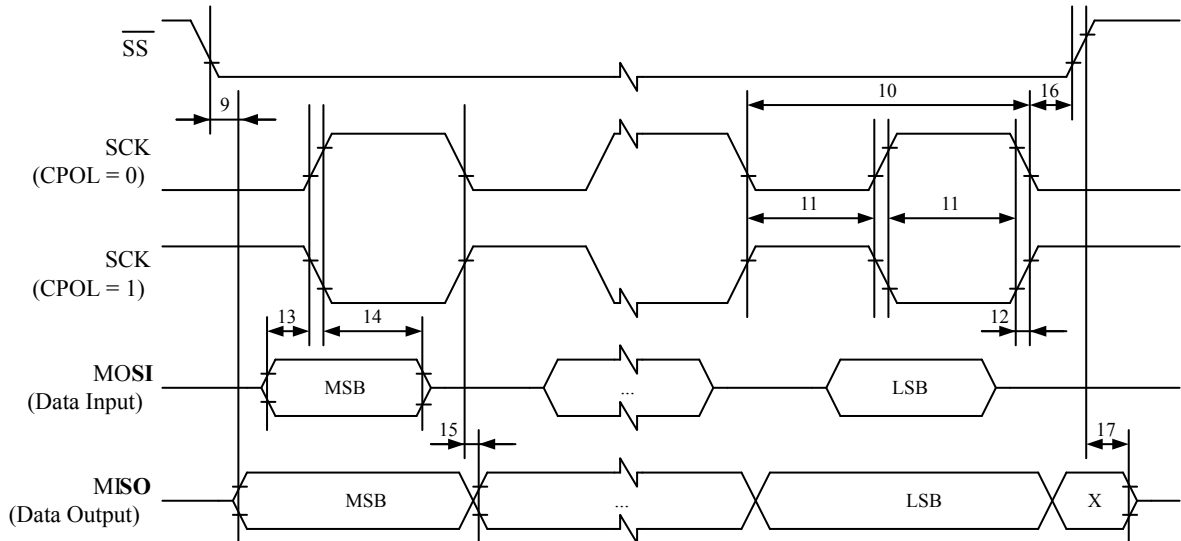 SS
10
16
9
SCK
(CPOL = 0)
11
11
SCK
(CPOL = 1)
13
14
12
MOSI
(Data Input)
MSB
...
LSB
15
17
MISO
(Data Output)
MSB
...
LSB
X